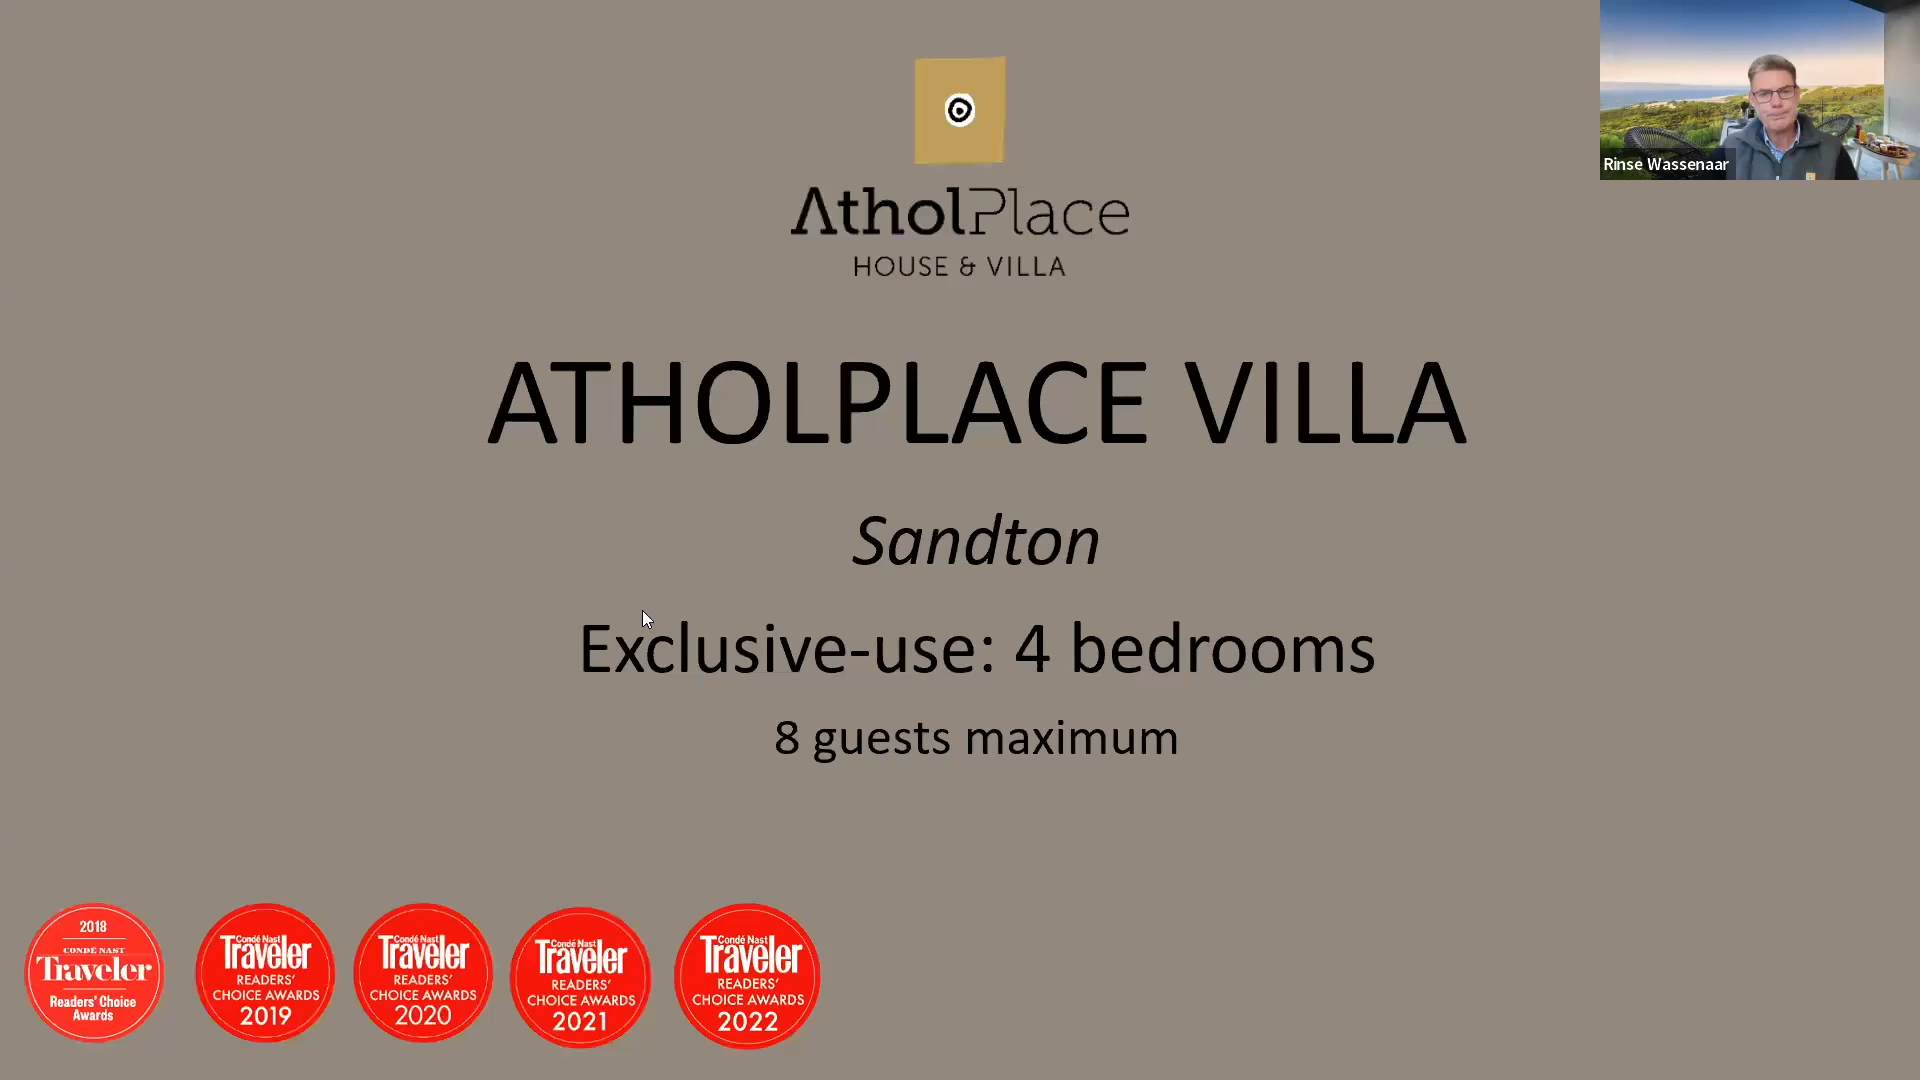 AtholPlace
HOUSE & VILLA
Rinse Wassenaar
ATHOLPLACE VILLA
Sandton
Exclusive-use: 4 bedrooms
8 guests maximum
2018
CONDÉ NAST
Traveler
Readers' Choice
Awards
Condé Nast
Traveler
READERS'
CHOICE AWARDS
2019
Condé Nast
Traveler
READERS'
CHOICE AWARDS
2020
Condé Nast
Traveler
READERS'
CHOICE AWARDS
2021
Condé Nast
Traveler
READERS'
CHOICE AWARDS
2022